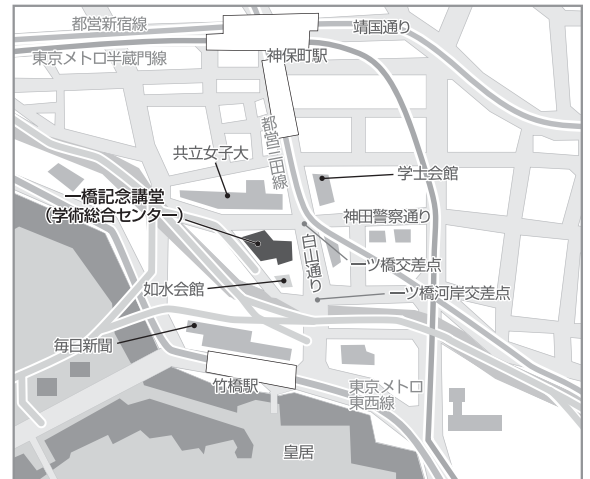 都営新宿線
靖国通り
東京メトロ半蔵門線
神保町駅
都営三田線
共立女子大
学士会館
一橋記念講堂
（学術総合センター）
神田警察通り
白山通り
一ツ橋交差点
如水会館
一ツ橋河岸交差点
毎日新聞
竹橋駅
東京メトロ
東西線
皇居